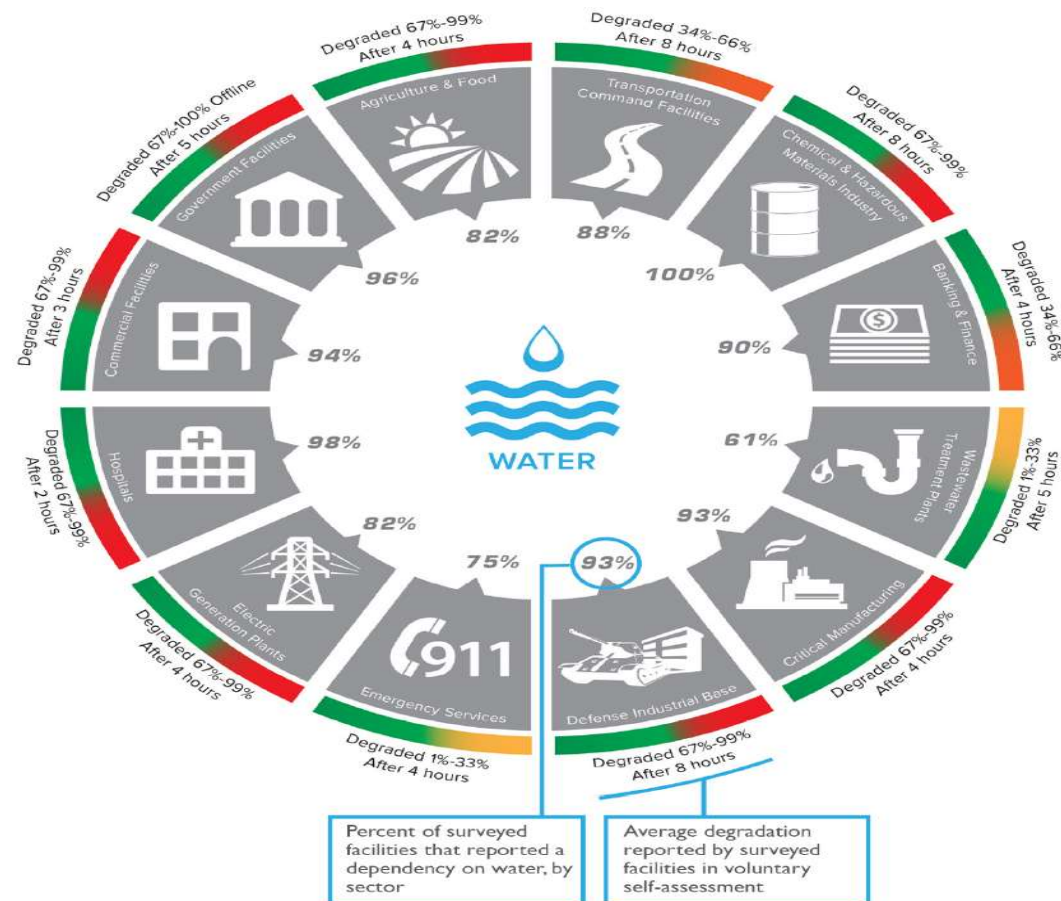 Degraded 67%-99%
After 4 hours
Agriculture & Food
82%
Degraded 34%-66%
After 8 hours
Transportation
Command Facilities
88%
Degraded 67%-99%
After 8 hours
Chemical & Hazardous
Materials Industry
100%
Degraded 34%-66%
After 4 hours
Banking & Finance
$
90%
Degraded 1%-33%
After 5 hours
Wastewater
Treatment Plants
61%
Degraded 67%-99%
After 4 hours
Critical Manufacturing
93%
Degraded 67%-99%
After 8 hours
Defense Industrial Base
93%
Degraded 1%-33%
After 4 hours
Emergency Services
911
75%
Degraded 67%-99%
After 4 hours
Electric
Generation Plants
82%
Degraded 67%-99%
After 2 hours
Hospitals
98%
Degraded 67%-99%
After 3 hours
Commercial Facilities
94%
Degraded 67%-100% Offline
After 5 hours
Government Facilities
96%
WATER
Percent of surveyed
facilities that reported a
dependency on water, by
sector
Average degradation
reported by surveyed
facilities in voluntary
self-assessment